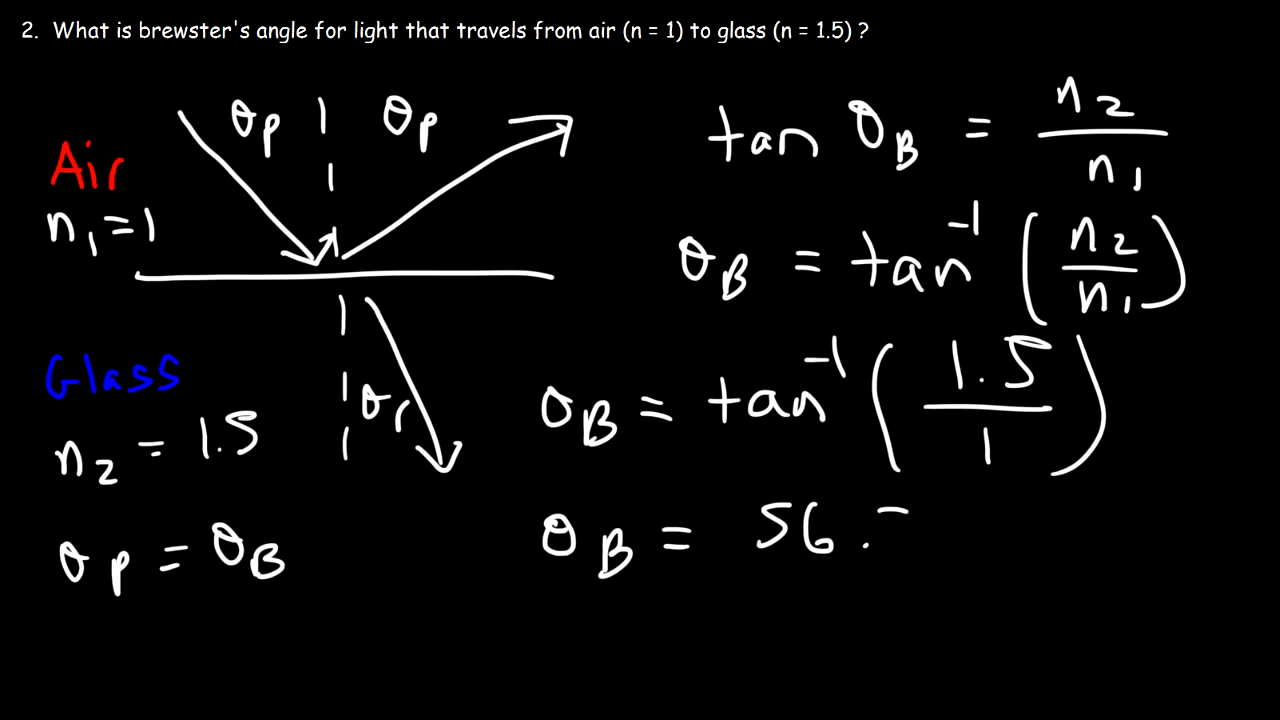 2. What is brewster's angle for light that travels from air (n = 1) to glass (n = 1.5) ?
θp θp
Air
n₁=1
Glass
n₂ = 1.5
θr
θp = θB
tan θB = n₂/n₁
θB = tan⁻¹ (n₂/n₁)
θB = tan⁻¹ (1.5/1)
θB = 56.